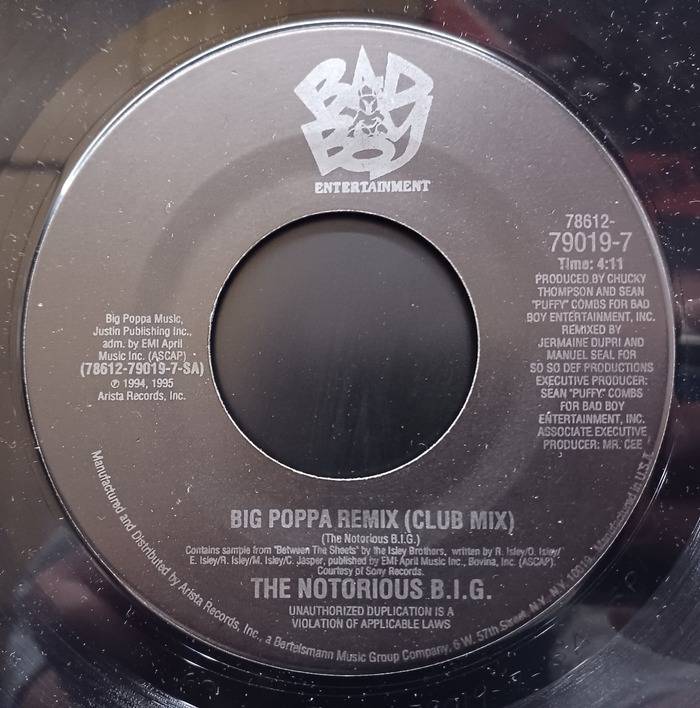 BAD
BOY
ENTERTAINMENT
78612-
79019-7
Time: 4:11
PRODUCED BY CHUCKY
THOMPSON AND SEAN
"PUFFY" COMBS FOR BAD
BOY ENTERTAINMENT, INC.
REMIXED BY
JERMAINE DUPRI AND
MANUEL SEAL FOR
SO SO DEF PRODUCTIONS
EXECUTIVE PRODUCER:
SEAN "PUFFY" COMBS
FOR BAD BOY
ENTERTAINMENT, INC.
ASSOCIATE EXECUTIVE
PRODUCER: MR. CEE
Big Poppa Music,
Justin Publishing Inc.,
adm. by EMI April
Music Inc. (ASCAP)
(78612-79019-7-SA)
℗ 1994, 1995
Arista Records, Inc.
BIG POPPA REMIX (CLUB MIX)
(The Notorious B.I.G.)
Contains sample from "Between The Sheets" by the Isley Brothers, written by R. Isley/O. Isley/
E. Isley/R. Isley/M. Isley/C. Jasper, published by EMI April Music Inc., Bovina, Inc. (ASCAP).
Courtesy of Sony Records.
THE NOTORIOUS B.I.G.
UNAUTHORIZED DUPLICATION IS A
VIOLATION OF APPLICABLE LAWS
Manufactured and Distributed by Arista Records, Inc., a Bertelsmann Music Group Company, 6 W. 57th Street, N.Y., N.Y. 10019. Manufactured in U.S.A.